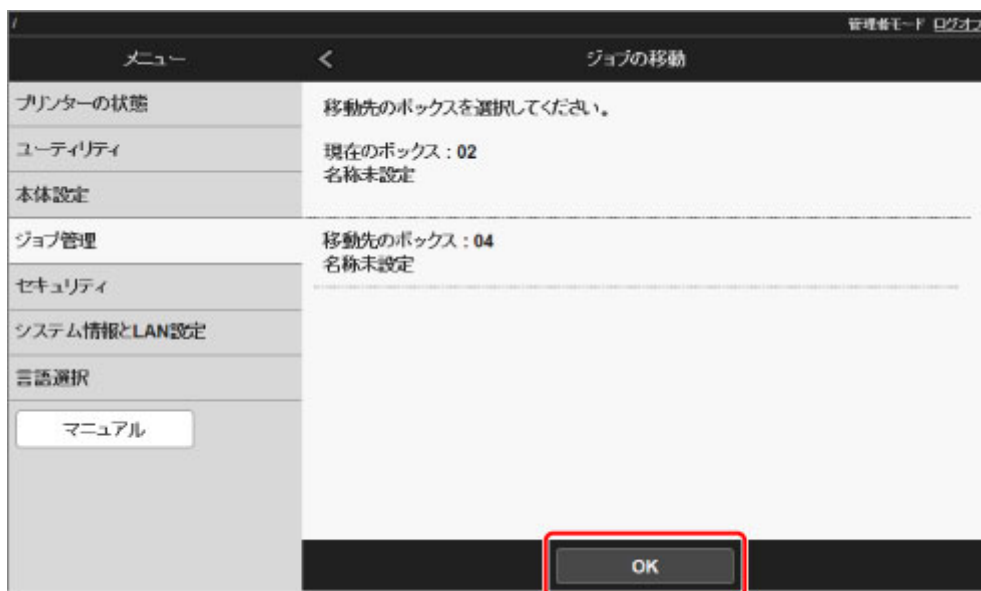 /
管理者モード ログオフ
メニュー
<
ジョブの移動
プリンターの状態
ユーティリティ
本体設定
ジョブ管理
セキュリティ
システム情報とLAN設定
言語選択
マニュアル
移動先のボックスを選択してください。
現在のボックス : 02
名称未設定
移動先のボックス : 04
名称未設定
OK